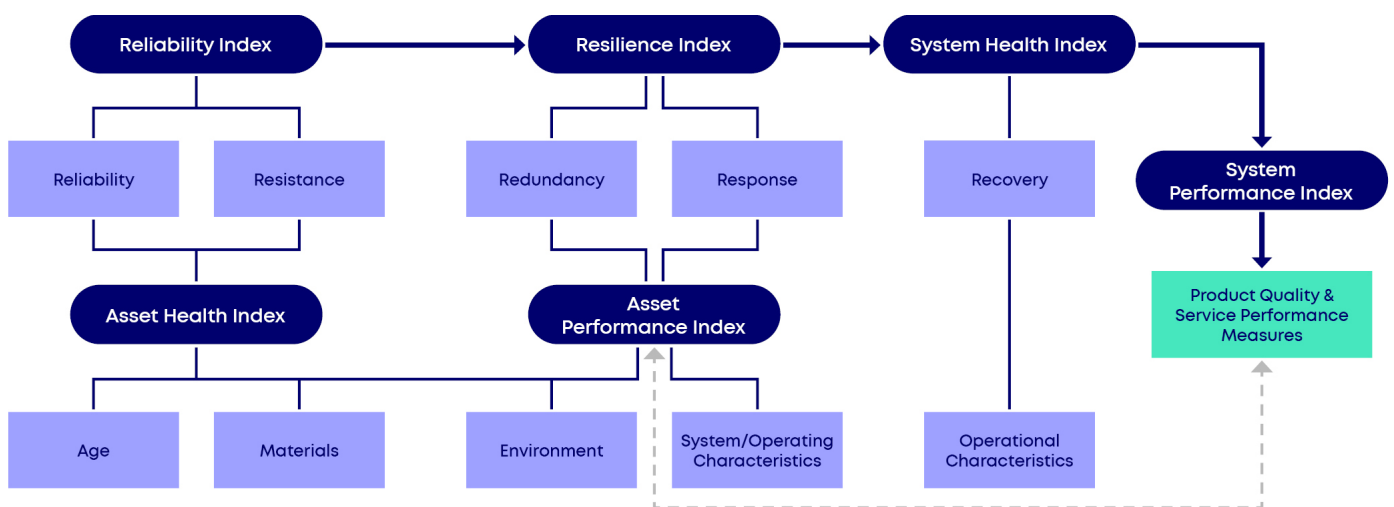 Reliability Index
Resilience Index
System Health Index
Reliability
Resistance
Redundancy
Response
Recovery
System
Performance Index
Asset Health Index
Asset
Performance Index
Product Quality &
Service Performance
Measures
Age
Materials
Environment
System/Operating
Characteristics
Operational
Characteristics